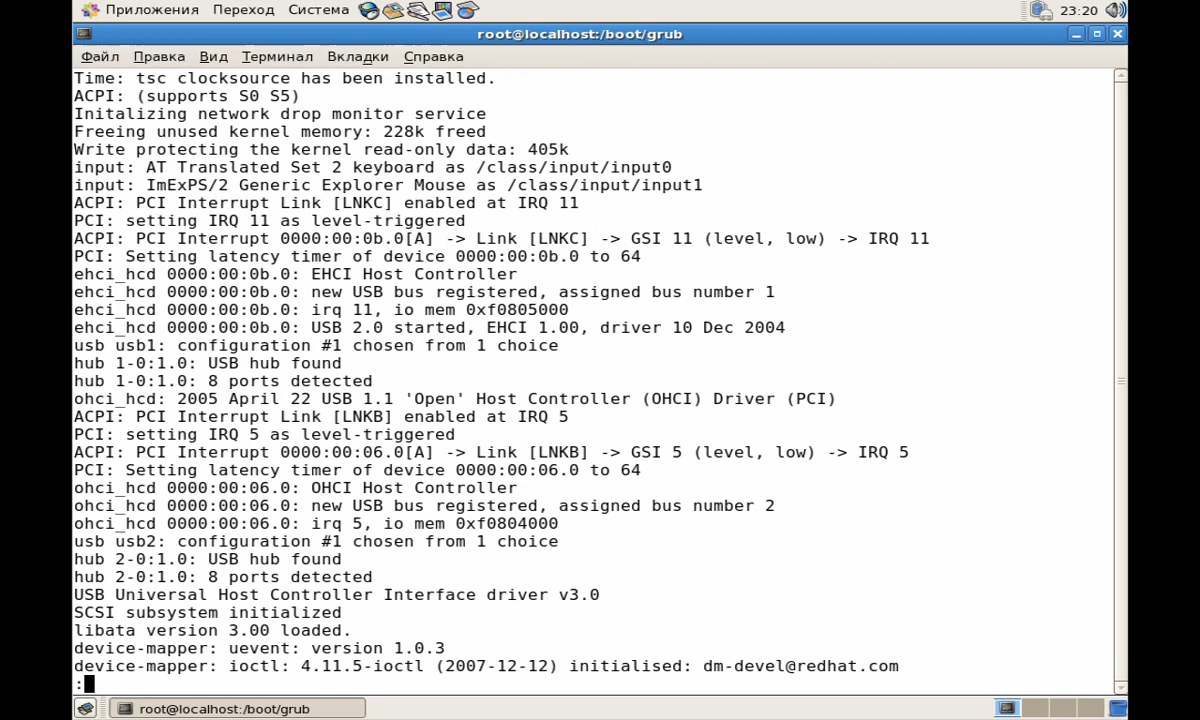 Приложения Переход Система 23:20
root@localhost:/boot/grub
Файл Правка Вид Терминал Вкладки Справка
Time: tsc clocksource has been installed.
ACPI: (supports S0 S5)
Initalizing network drop monitor service
Freeing unused kernel memory: 228k freed
Write protecting the kernel read-only data: 405k
input: AT Translated Set 2 keyboard as /class/input/input0
input: ImExPS/2 Generic Explorer Mouse as /class/input/input1
ACPI: PCI Interrupt Link [LNKC] enabled at IRQ 11
PCI: setting IRQ 11 as level-triggered
ACPI: PCI Interrupt 0000:00:0b.0[A] -> Link [LNKC] -> GSI 11 (level, low) -> IRQ 11
PCI: Setting latency timer of device 0000:00:0b.0 to 64
ehci_hcd 0000:00:0b.0: EHCI Host Controller
ehci_hcd 0000:00:0b.0: new USB bus registered, assigned bus number 1
ehci_hcd 0000:00:0b.0: irq 11, io mem 0xf0805000
ehci_hcd 0000:00:0b.0: USB 2.0 started, EHCI 1.00, driver 10 Dec 2004
usb usb1: configuration #1 chosen from 1 choice
hub 1-0:1.0: USB hub found
hub 1-0:1.0: 8 ports detected
ohci_hcd: 2005 April 22 USB 1.1 'Open' Host Controller (OHCI) Driver (PCI)
ACPI: PCI Interrupt Link [LNKB] enabled at IRQ 5
PCI: setting IRQ 5 as level-triggered
ACPI: PCI Interrupt 0000:00:06.0[A] -> Link [LNKB] -> GSI 5 (level, low) -> IRQ 5
PCI: Setting latency timer of device 0000:00:06.0 to 64
ohci_hcd 0000:00:06.0: OHCI Host Controller
ohci_hcd 0000:00:06.0: new USB bus registered, assigned bus number 2
ohci_hcd 0000:00:06.0: irq 5, io mem 0xf0804000
usb usb2: configuration #1 chosen from 1 choice
hub 2-0:1.0: USB hub found
hub 2-0:1.0: 8 ports detected
USB Universal Host Controller Interface driver v3.0
SCSI subsystem initialized
libata version 3.00 loaded.
device-mapper: uevent: version 1.0.3
device-mapper: ioctl: 4.11.5-ioctl (2007-12-12) initialised: dm-devel@redhat.com
:
root@localhost:/boot/grub